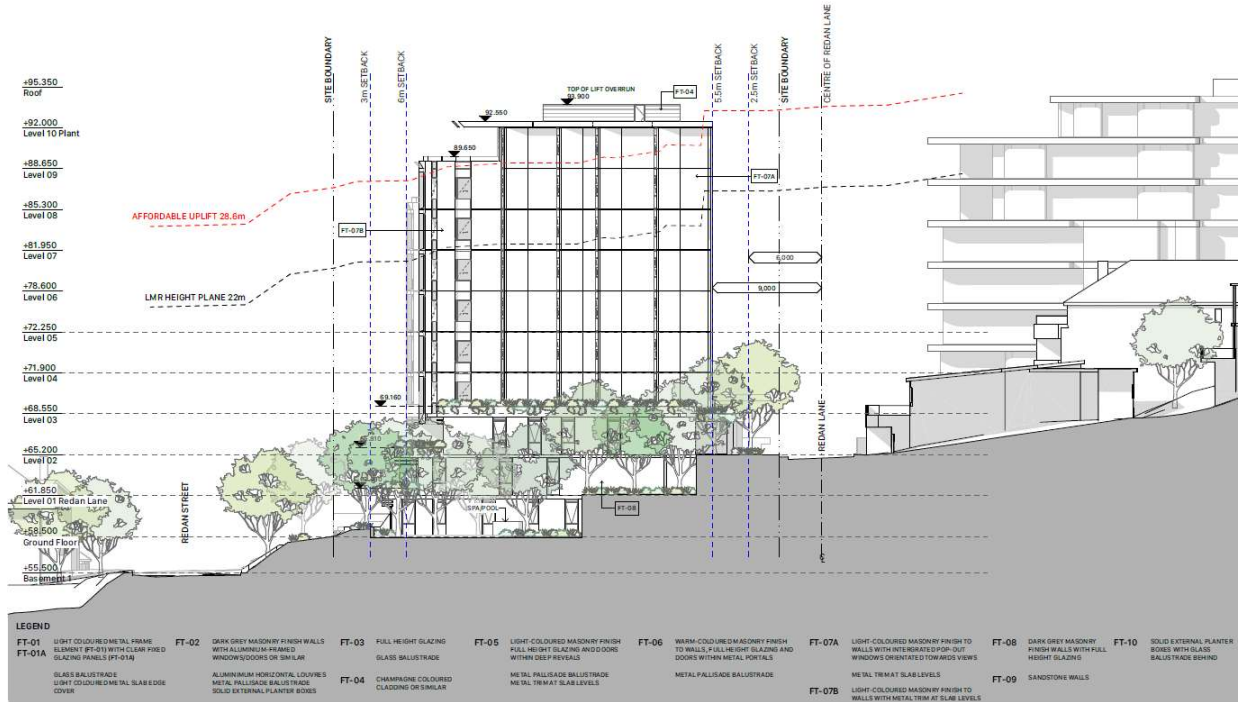 +95.350
Roof
+92.000
Level 10 Plant
+88.650
Level 09
+85.300
Level 08
+81.950
Level 07
+78.600
Level 06
+72.250
Level 05
+71.900
Level 04
+68.550
Level 03
+65.200
Level 02
+61.850
Level 01 Redan Lane
+58.500
Ground Floor
+55.500
Basement 1
AFFORDABLE UPLIFT 28.6m
LMR HEIGHT PLANE 22m
REDAN STREET
SITE BOUNDARY
3m SETBACK
6m SETBACK
TOP OF LIFT OVERRUN
93.900
FT-04
92.550
89.650
FT-07A
FT-07B
5.5m SETBACK
2.5m SETBACK
SITE BOUNDARY
CENTRE OF REDAN LANE
6,000
9,000
69.160
SPA/POOL
FT-08
REDAN LANE
LEGEND
FT-01
FT-01A
LIGHT COLOURED METAL FRAME
ELEMENT (FT-01) WITH CLEAR FIXED
GLAZING PANELS (FT-01A)
GLASS BALUSTRADE
LIGHT COLOURED METAL SLAB EDGE
COVER
FT-02
DARK GREY MASONRY FINISH WALLS
WITH ALUMINIUM-FRAMED
WINDOWS/DOORS OR SIMILAR
ALUMINIMUM HORIZONTAL LOUVRES
METAL PALLISADE BALUSTRADE
SOLID EXTERNAL PLANTER BOXES
FT-03
FULL HEIGHT GLAZING
GLASS BALUSTRADE
FT-04
CHAMPAGNE COLOURED
CLADDING OR SIMILAR
FT-05
LIGHT-COLOURED MASONRY FINISH
FULL HEIGHT GLAZING AND DOORS
WITHIN DEEP REVEALS
METAL PALLISADE BALUSTRADE
METAL TRIM AT SLAB LEVELS
FT-06
WARM-COLOURED MASONRY FINISH
TO WALLS, FULL HEIGHT GLAZING AND
DOORS WITHIN METAL PORTALS
METAL PALLISADE BALUSTRADE
FT-07A
LIGHT-COLOURED MASONRY FINISH TO
WALLS WITH INTERGRATED POP-OUT
WINDOWS ORIENTATED TOWARDS VIEWS
METAL TRIM AT SLAB LEVELS
FT-07B
LIGHT-COLOURED MASONRY FINISH TO
WALLS WITH METAL TRIM AT SLAB LEVELS
FT-08
DARK GREY MASONRY
FINISH WALLS WITH FULL
HEIGHT GLAZING
FT-09
SANDSTONE WALLS
FT-10
SOLID EXTERNAL PLANTER
BOXES WITH GLASS
BALUSTRADE BEHIND